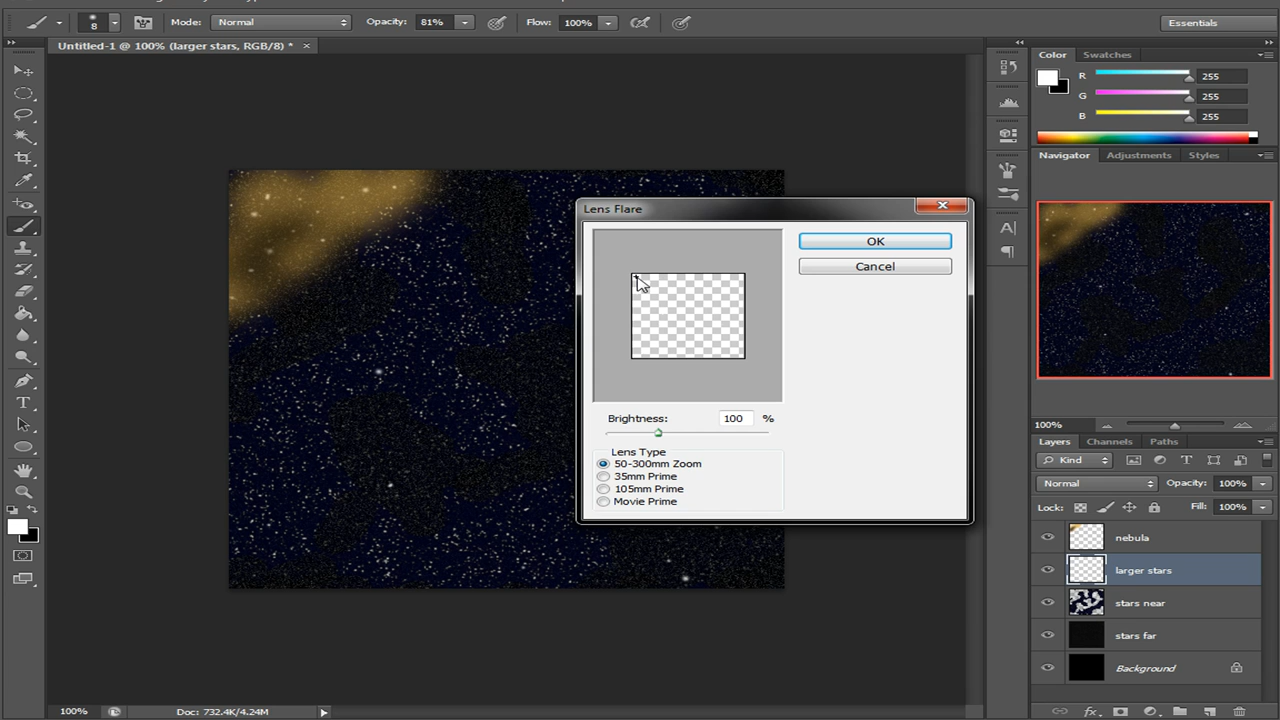 8
Mode: Normal
Opacity: 81%
Flow: 100%
Essentials
Untitled-1 @ 100% (larger stars, RGB/8) *
Color
Swatches
R
255
G
255
B
255
Navigator
Adjustments
Styles
Lens Flare
OK
Cancel
Brightness: 100 %
Lens Type
50-300mm Zoom
35mm Prime
105mm Prime
Movie Prime
100%
Layers
Channels
Paths
Kind
Normal
Opacity: 100%
Lock:
Fill: 100%
nebula
larger stars
stars near
stars far
Background
100%
Doc: 732.4K/4.24M